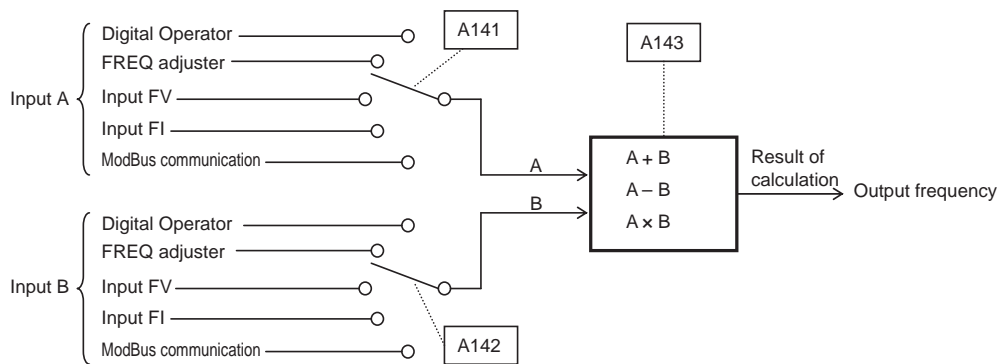 Digital Operator
A141
A143
FREQ adjuster
Input A
Input FV
Input FI
ModBus communication
A
B
A + B
A – B
A × B
Result of
calculation
Output frequency
Digital Operator
FREQ adjuster
Input B
Input FV
Input FI
A142
ModBus communication